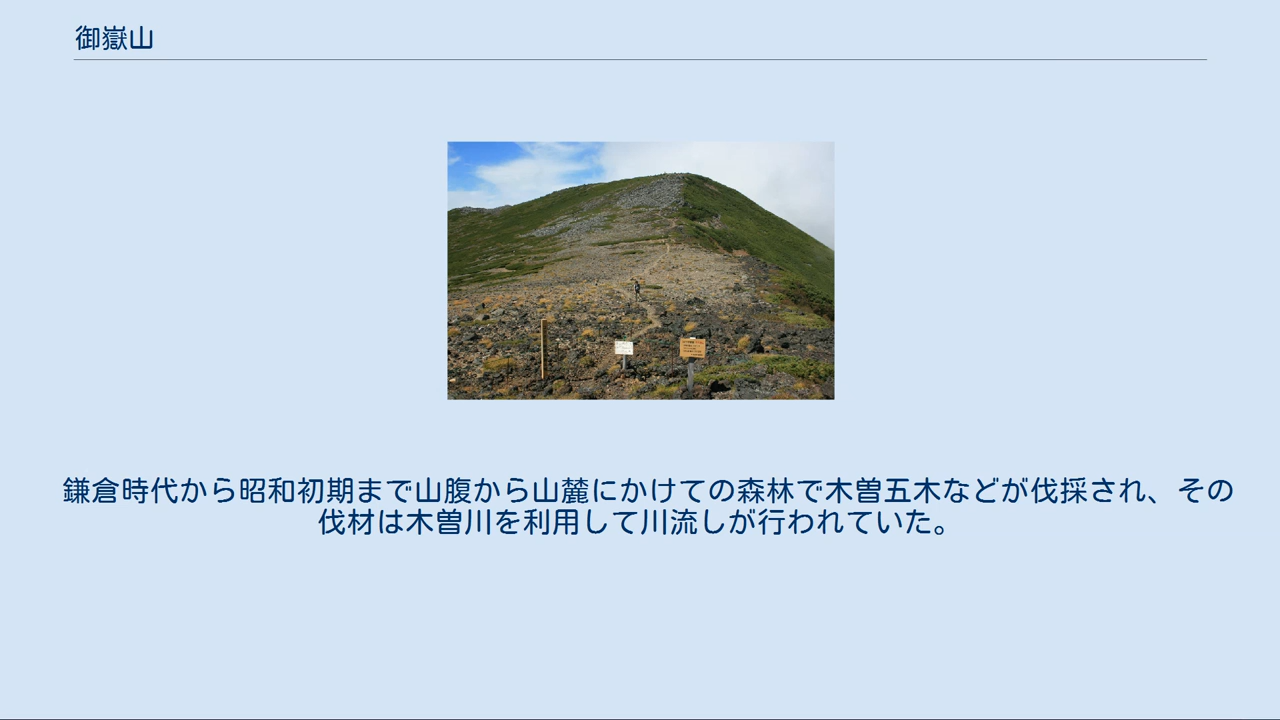 御嶽山
鎌倉時代から昭和初期まで山腹から山麓にかけての森林で木曽五木などが伐採され、その
伐材は木曽川を利用して川流しが行われていた。